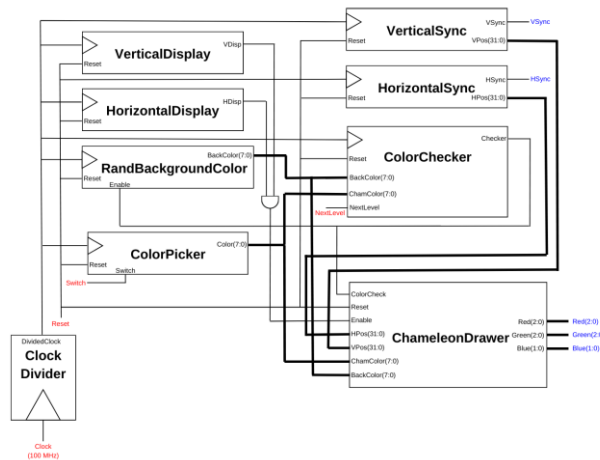 VerticalDisplay
VDisp
Reset
VerticalSync
VSync
VSync
VPos(31:0)
Reset
HorizontalDisplay
HDisp
Reset
HorizontalSync
HSync
HSync
HPos(31:0)
Reset
RandBackgroundColor
BackColor(7:0)
Reset
Enable
ColorChecker
Checker
Reset
BackColor(7:0)
ChamColor(7:0)
NextLevel
NextLevel
ColorPicker
Color(7:0)
Reset
Switch
Switch
Reset
ChameleonDrawer
ColorCheck
Reset
Enable
HPos(31:0)
VPos(31:0)
ChamColor(7:0)
BackColor(7:0)
Red(2:0)
Red(2:0)
Green(2:0)
Green(2:0
Blue(1:0)
Blue(1:0)
DividedClock
Clock
Divider
Clock
(100 MHz)